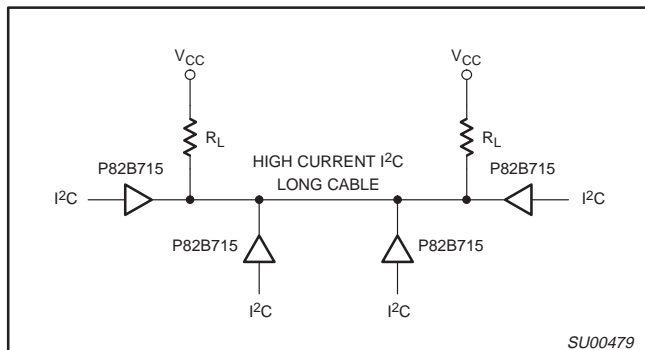 VCC
VCC
RL
RL
P82B715
HIGH CURRENT I2C
LONG CABLE
P82B715
I2C
I2C
P82B715
P82B715
I2C
I2C
SU00479